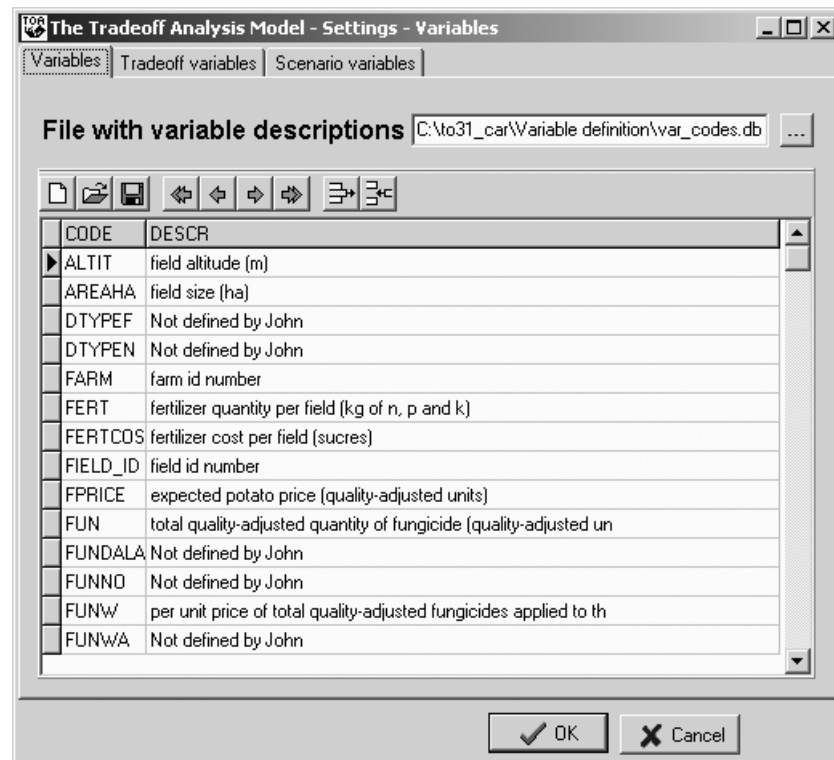 TOA The Tradeoff Analysis Model - Settings - Variables
Variables Tradeoff variables Scenario variables
File with variable descriptions C:\to31_car\Variable definition\var_codes.db ...
CODE DESCR
ALTIT field altitude (m)
AREAHA field size (ha)
DTYPEF Not defined by John
DTYPEN Not defined by John
FARM farm id number
FERT fertilizer quantity per field (kg of n, p and k)
FERTCOS fertilizer cost per field (sucres)
FIELD_ID field id number
FPRICE expected potato price (quality-adjusted units)
FUN total quality-adjusted quantity of fungicide (quality-adjusted un
FUNDALA Not defined by John
FUNNO Not defined by John
FUNW per unit price of total quality-adjusted fungicides applied to th
FUNWA Not defined by John
OK Cancel